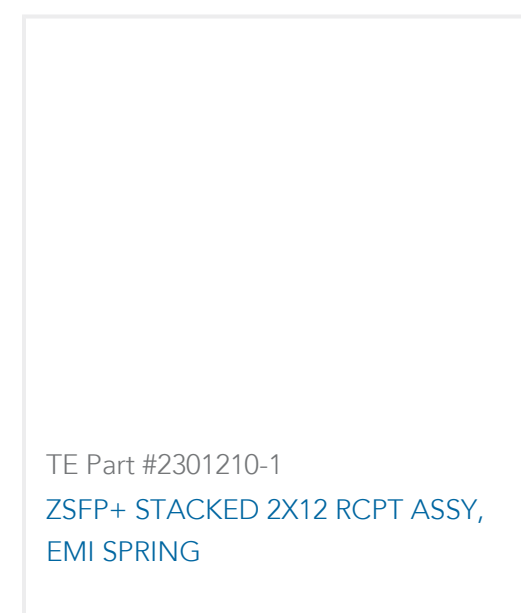 TE Part #2301210-1
ZSFP+ STACKED 2X12 RCPT ASSY,
EMI SPRING